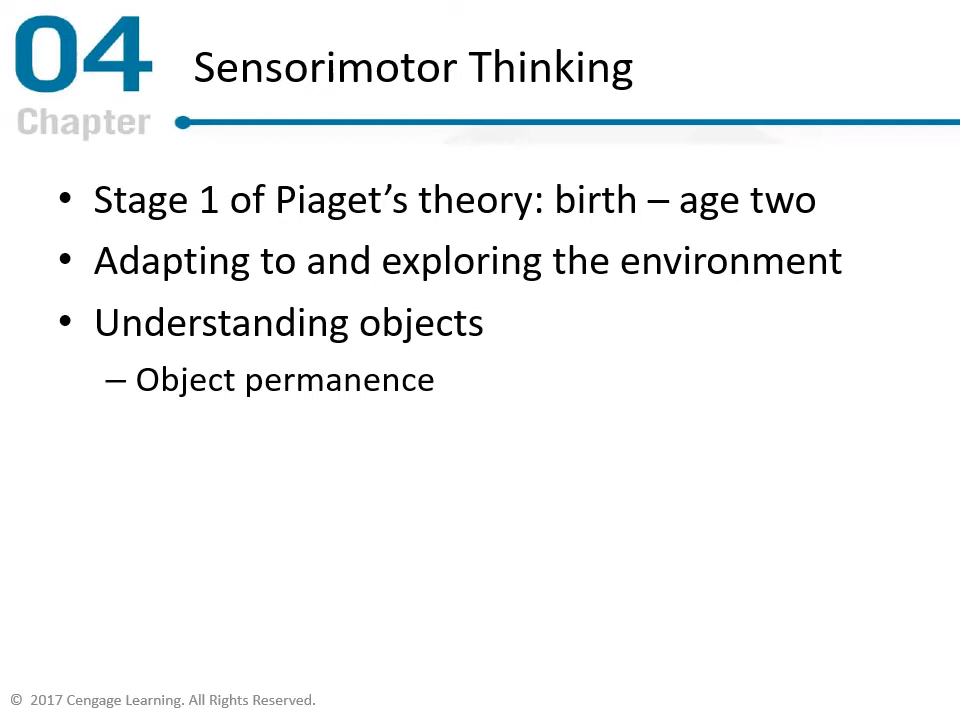 04
Chapter
Sensorimotor Thinking
• Stage 1 of Piaget’s theory: birth – age two
• Adapting to and exploring the environment
• Understanding objects
– Object permanence
© 2017 Cengage Learning. All Rights Reserved.